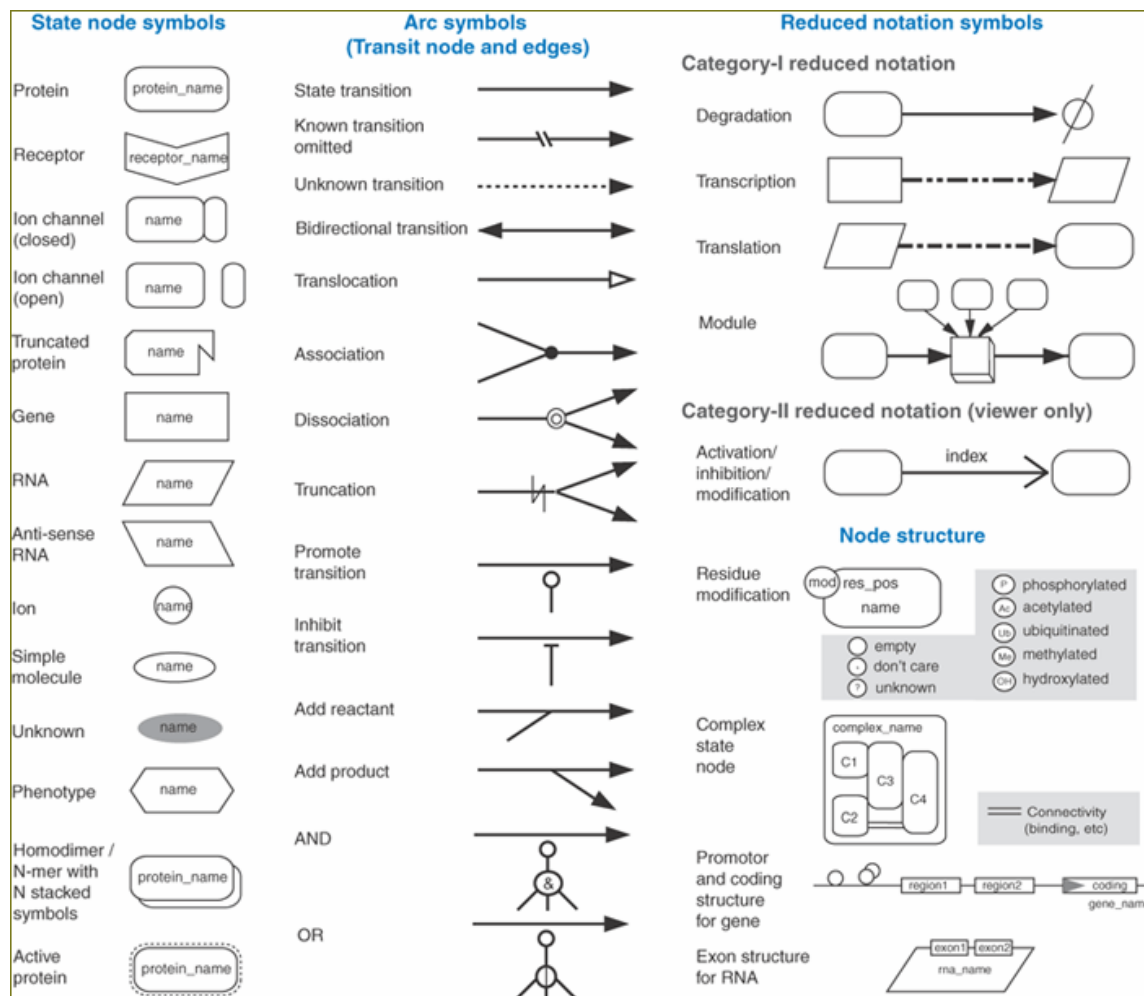 State node symbols
Protein
protein_name
Receptor
receptor_name
Ion channel
(closed)
name
Ion channel
(open)
name
Truncated
protein
name
Gene
name
RNA
name
Anti-sense
RNA
name
Ion
name
Simple
molecule
name
Unknown
name
Phenotype
name
Homodimer /
N-mer with
N stacked
symbols
protein_name
Active
protein
protein_name
Arc symbols
(Transit node and edges)
State transition
Known transition
omitted
Unknown transition
Bidirectional transition
Translocation
Association
Dissociation
Truncation
N
Promote
transition
Inhibit
transition
Add reactant
Add product
AND
&
OR
Reduced notation symbols
Category-I reduced notation
Degradation
Transcription
Translation
Module
Category-II reduced notation (viewer only)
Activation/
inhibition/
modification
index
Node structure
Residue
modification
mod res_pos
name
empty
don't care
? unknown
P phosphorylated
Ac acetylated
Ub ubiquitinated
Me methylated
OH hydroxylated
Complex
state
node
complex_name
C1
C3
C4
C2
Connectivity
(binding, etc)
Promotor
and coding
structure
for gene
region1 region2 coding
gene_nam
Exon structure
for RNA
exon1 exon2
rna_name